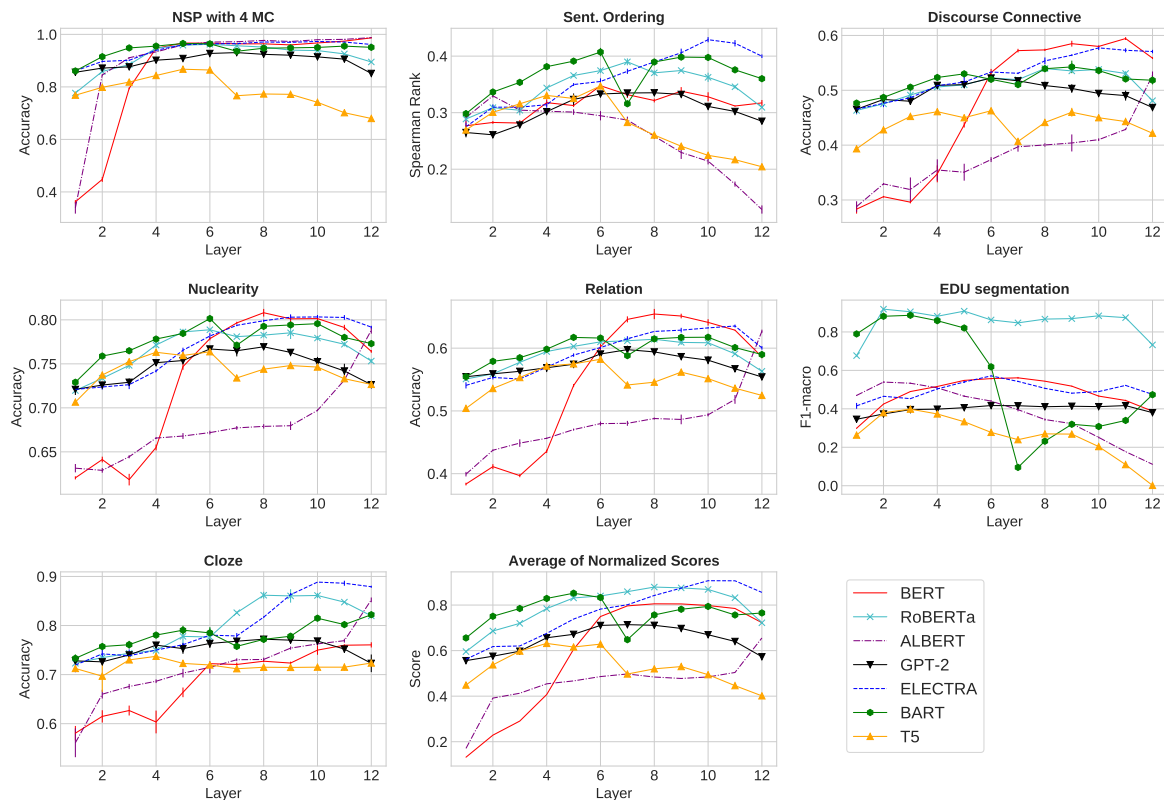 NSP with 4 MC
1.0
0.8
0.6
0.4
Accuracy
2 4 6 8 10 12
Layer
Sent. Ordering
0.4
0.3
0.2
Spearman Rank
2 4 6 8 10 12
Layer
Discourse Connective
0.6
0.5
0.4
0.3
Accuracy
2 4 6 8 10 12
Layer
Nuclearity
0.80
0.75
0.70
0.65
Accuracy
2 4 6 8 10 12
Layer
Relation
0.6
0.5
0.4
Accuracy
2 4 6 8 10 12
Layer
EDU segmentation
0.8
0.6
0.4
0.2
0.0
F1-macro
2 4 6 8 10 12
Layer
Cloze
0.9
0.8
0.7
0.6
Accuracy
2 4 6 8 10 12
Layer
Average of Normalized Scores
0.8
0.6
0.4
0.2
Score
2 4 6 8 10 12
Layer
BERT
RoBERTa
ALBERT
GPT-2
ELECTRA
BART
T5